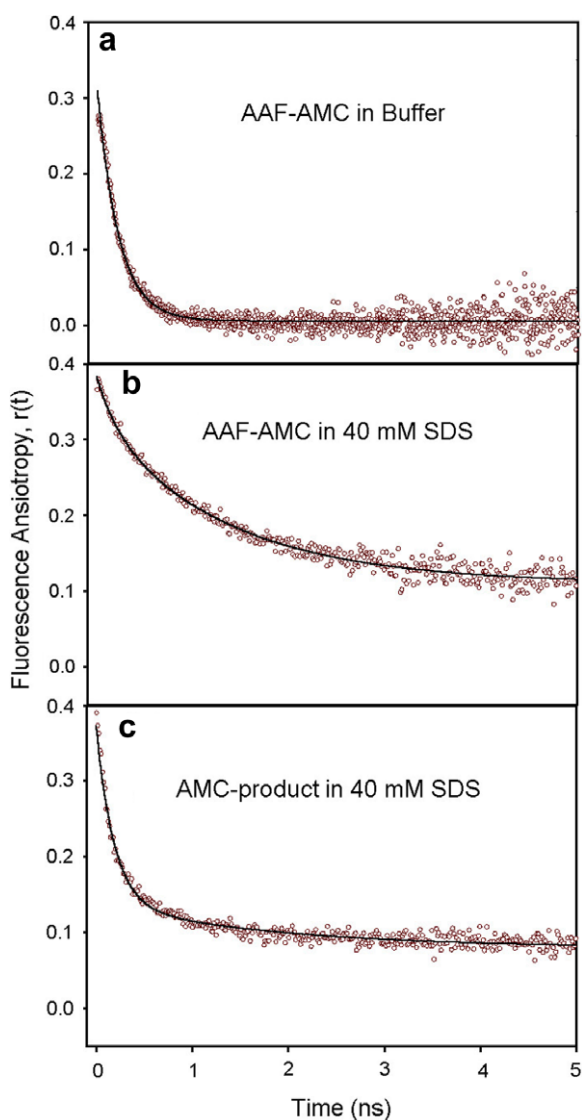 0.4
a
AAF-AMC in Buffer
0.3
0.2
0.1
0.0
0.4
b
AAF-AMC in 40 mM SDS
0.3
0.2
0.1
0.0
0.4
c
AMC-product in 40 mM SDS
0.3
0.2
0.1
0.0
0 1 2 3 4 5
Time (ns)
Fluorescence Ansiotropy, r(t)